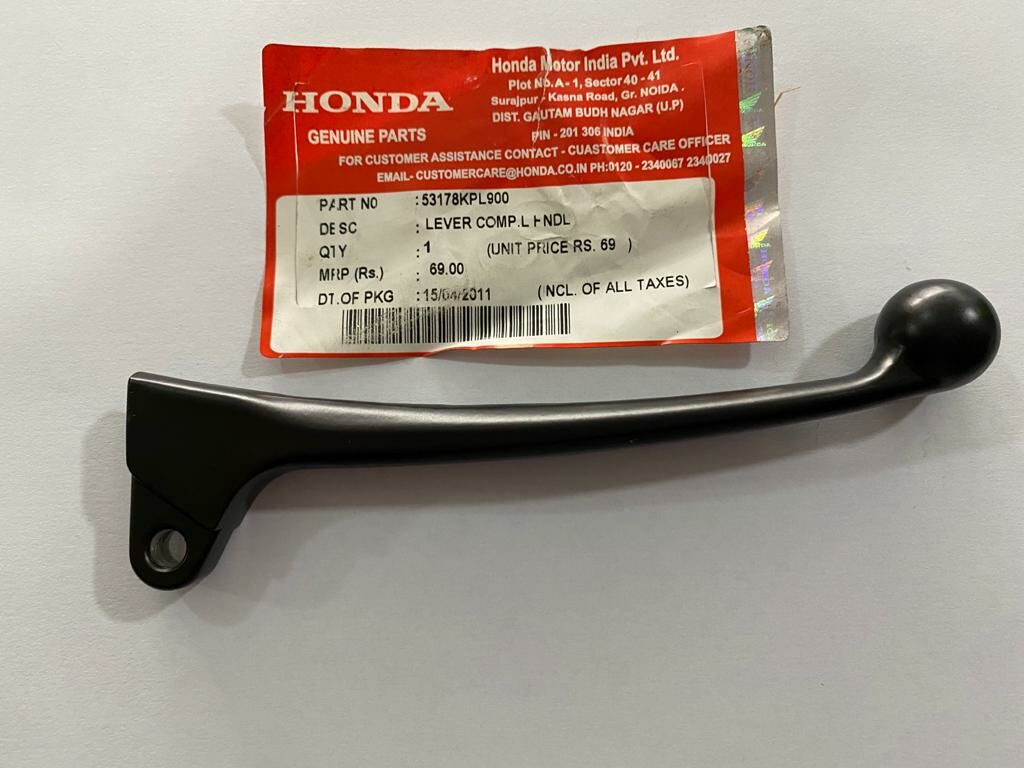 HONDA
GENUINE PARTS
Honda Motor India Pvt. Ltd.
Plot No.A - 1, Sector 40 - 41
Surajpur - Kasna Road, Gr. NOIDA .
DIST. GAUTAM BUDH NAGAR (U.P)
PIN - 201 306 INDIA
FOR CUSTOMER ASSISTANCE CONTACT - CUASTOMER CARE OFFICER
EMAIL- CUSTOMERCARE@HONDA.CO.IN PH:0120 - 2340067 2340027
PART NO : 53178KPL900
DESC : LEVER COMP.L HNDL
QTY : 1 (UNIT PRICE RS. 69 )
MRP (Rs.) : 69.00
DT.OF PKG : 15/04/2011 (INCL. OF ALL TAXES)
HONDA